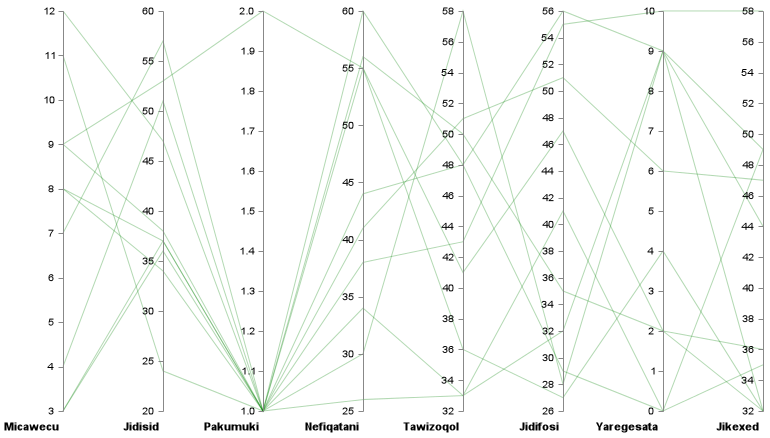 12 60 2.0 60 58 56 10 58
11 55 1.9 55 56 54 9 56
10 50 1.8 50 54 52 8 54
9 45 1.7 45 52 50 7 52
8 40 1.6 40 50 48 6 50
7 35 1.5 35 48 46 5 48
6 30 1.4 30 46 44 4 46
5 25 1.3 25 44 42 3 44
4 20 1.2 42 40 2 42
3 1.1 40 38 1 40
1.0 38 36 0 38
36 34 36
34 32 34
32 30 32
28
26
Micawecu Jidisid Pakumuki Nefiqatani Tawizoqol Jidifosi Yaregesata Jikexed